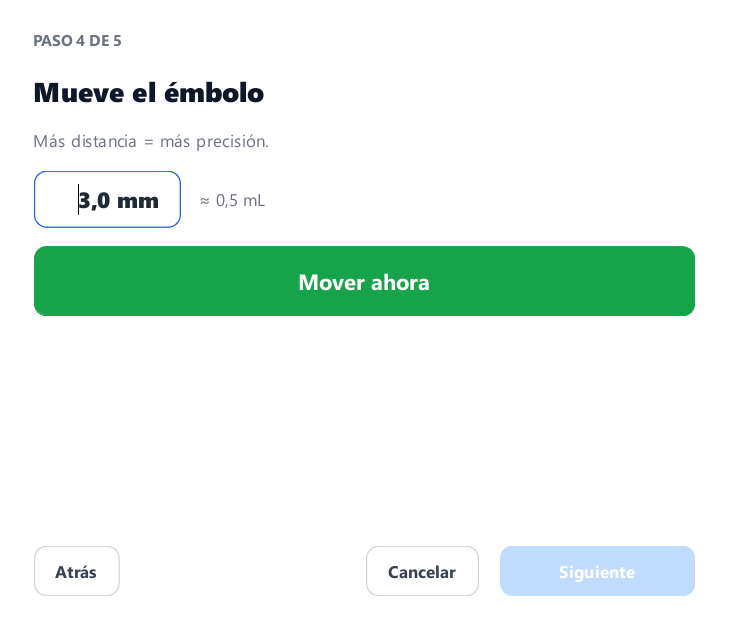 PASO 4 DE 5
Mueve el émbolo
Más distancia = más precisión.
3,0 mm ≈ 0,5 mL
Mover ahora
Atrás Cancelar Siguiente